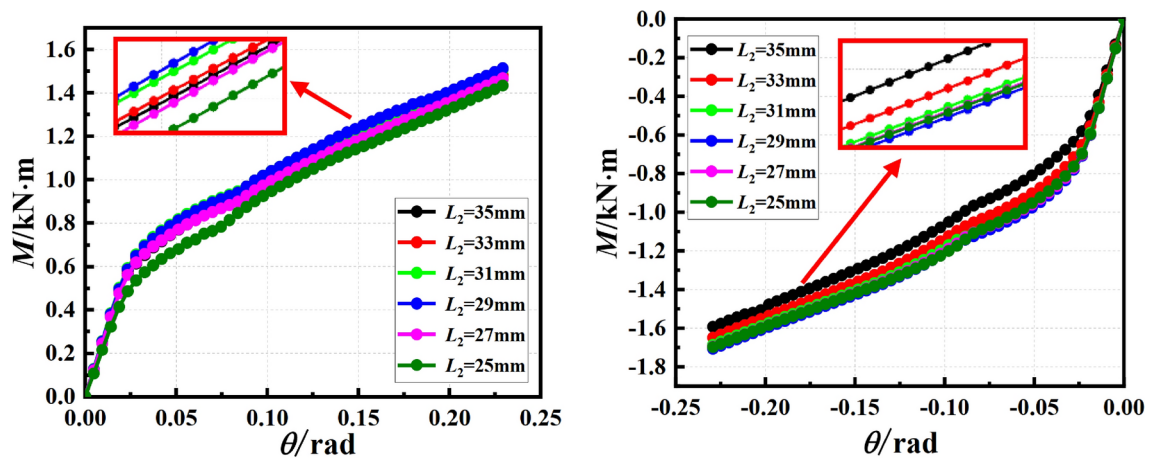 1.6
1.4
1.2
1.0
0.8
0.6
0.4
0.2
0.0
M/kN·m
0.00 0.05 0.10 0.15 0.20 0.25
θ/rad
L2=35mm
L2=33mm
L2=31mm
L2=29mm
L2=27mm
L2=25mm
0.0
-0.2
-0.4
-0.6
-0.8
-1.0
-1.2
-1.4
-1.6
-1.8
M/kN·m
-0.25 -0.20 -0.15 -0.10 -0.05 0.00
θ/rad
L2=35mm
L2=33mm
L2=31mm
L2=29mm
L2=27mm
L2=25mm